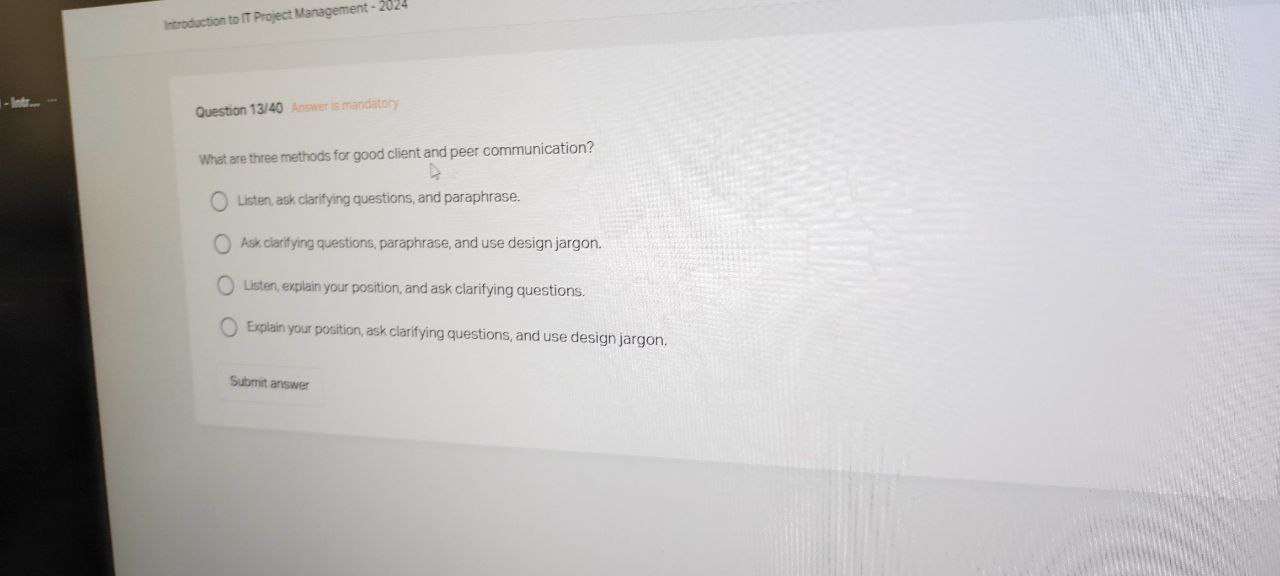 Introduction to IT Project Management - 2024
- Intr... ...
Question 13/40 Answer is mandatory
What are three methods for good client and peer communication?
Listen, ask clarifying questions, and paraphrase.
Ask clarifying questions, paraphrase, and use design jargon.
Listen, explain your position, and ask clarifying questions.
Explain your position, ask clarifying questions, and use design jargon.
Submit answer